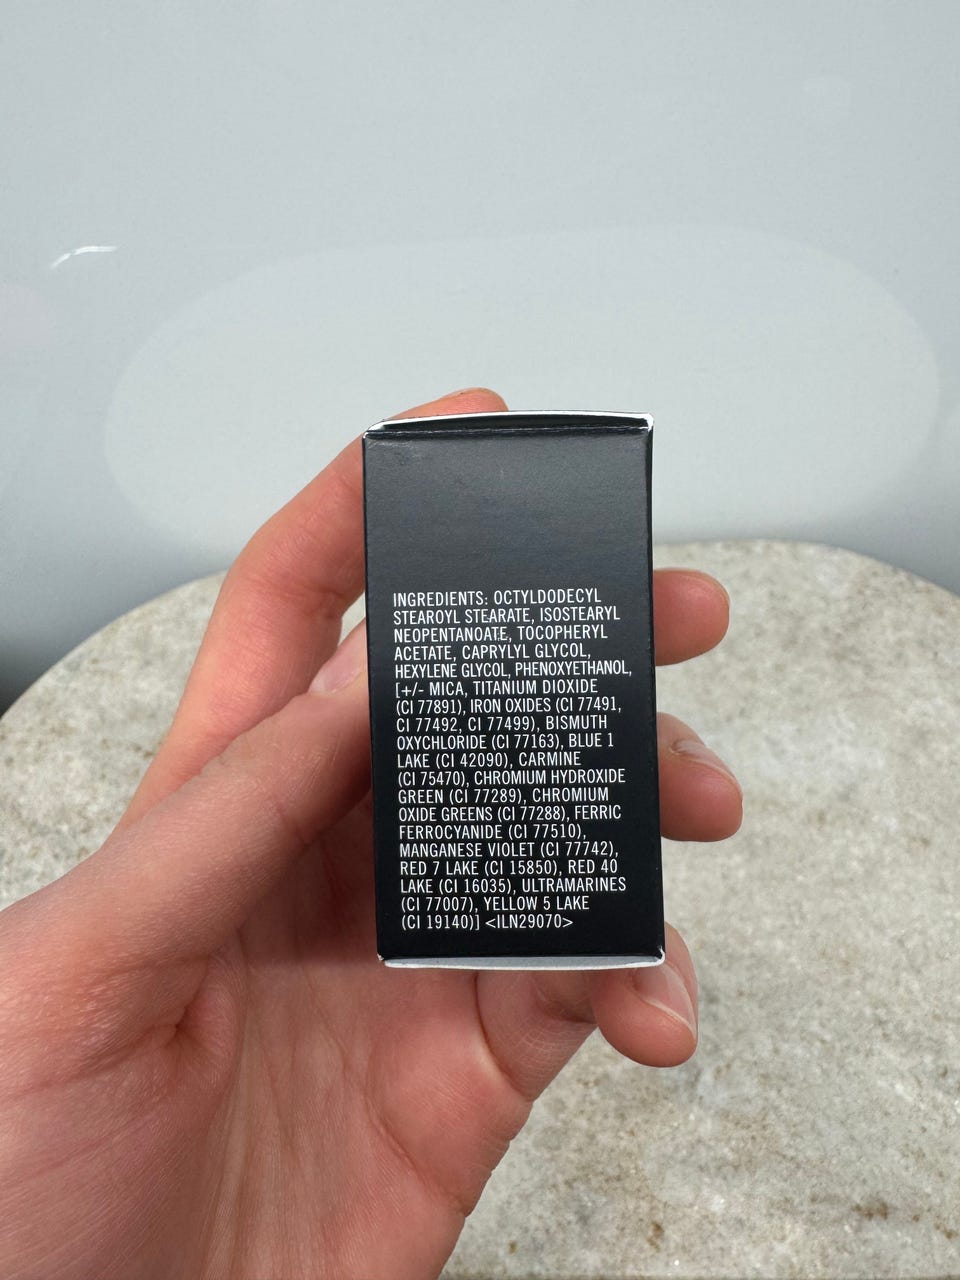 INGREDIENTS: OCTYLDODECYL
STEAROYL STEARATE, ISOSTEARYL
NEOPENTANOATE, TOCOPHERYL
ACETATE, CAPRYLYL GLYCOL,
HEXYLENE GLYCOL, PHENOXYETHANOL,
[+/- MICA, TITANIUM DIOXIDE
(CI 77891), IRON OXIDES (CI 77491,
CI 77492, CI 77499), BISMUTH
OXYCHLORIDE (CI 77163), BLUE 1
LAKE (CI 42090), CARMINE
(CI 75470), CHROMIUM HYDROXIDE
GREEN (CI 77289), CHROMIUM
OXIDE GREENS (CI 77288), FERRIC
FERROCYANIDE (CI 77510),
MANGANESE VIOLET (CI 77742),
RED 7 LAKE (CI 15850), RED 40
LAKE (CI 16035), ULTRAMARINES
(CI 77007), YELLOW 5 LAKE
(CI 19140)] <ILN29070>